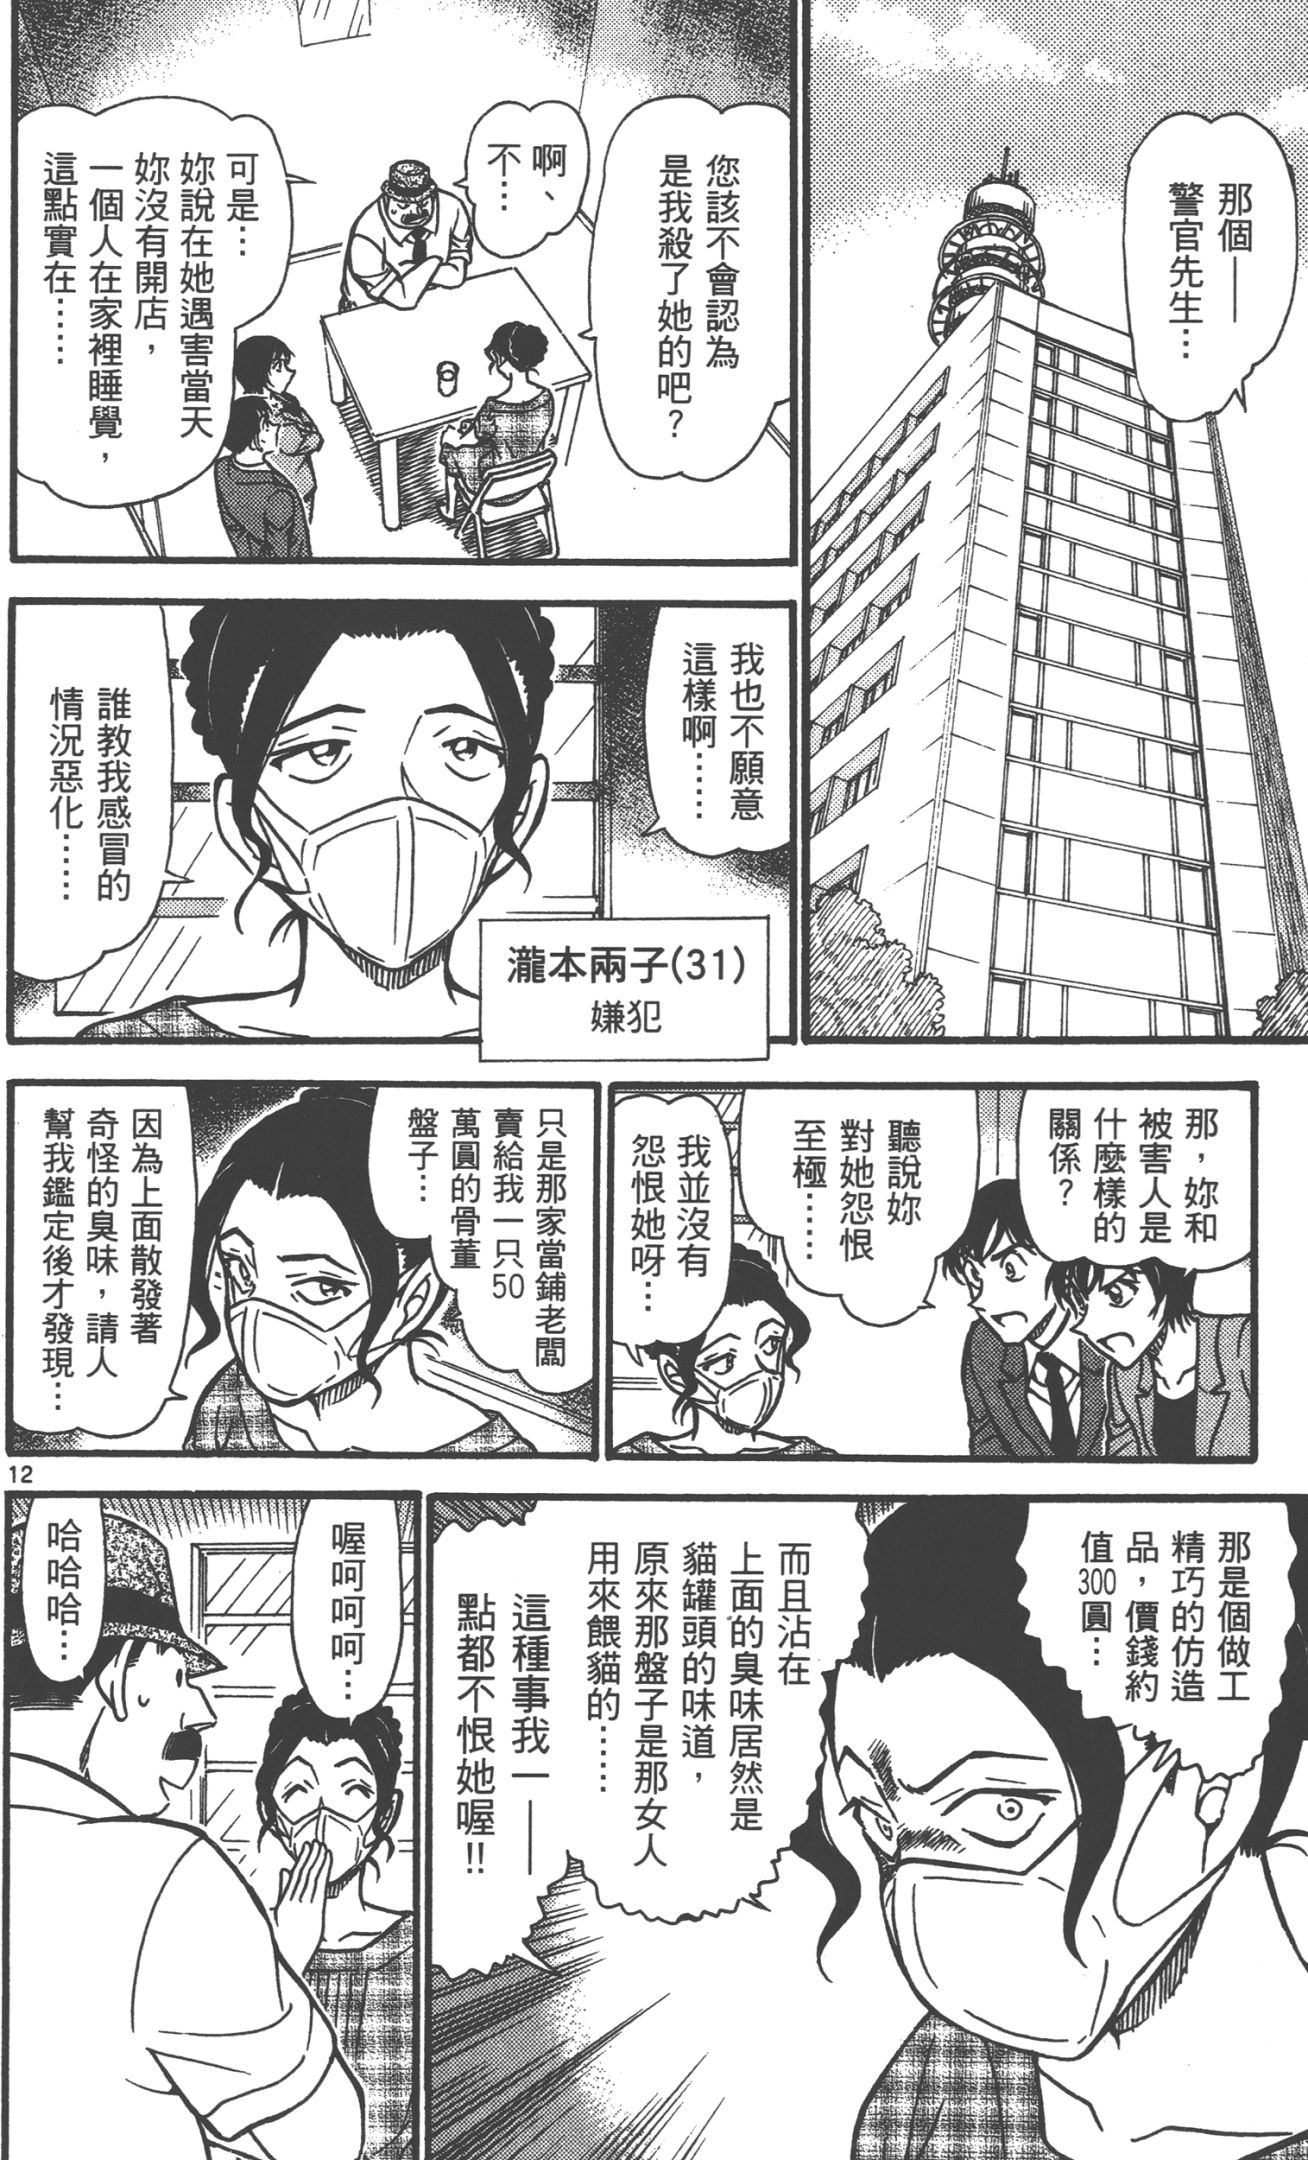 那個——
警官先生…
您該不會認為
是我殺了她的吧？
啊、
不…
可是…
妳說在她遇害當天
妳沒有開店，
一個人在家裡睡覺，
這點實在……
我也不願意
這樣啊……
誰教我感冒的
情況惡化……
瀧本兩子(31)
嫌犯
那，妳和
被害人是
什麼樣的
關係？
聽說妳
對她怨恨
至極……
我並沒有
怨恨她呀…
只是那家當鋪老闆
賣給我一只50
萬圓的骨董
盤子…
因為上面散發著
奇怪的臭味，請人
幫我鑑定後才發現…
12
那是個做工
精巧的仿造
品，價錢約
值300圓…
而且沾在
上面的臭味居然是
貓罐頭的味道，
原來那盤子是那女人
用來餵貓的……
這種事我一——
點都不恨她喔!!
喔呵呵呵…
哈哈哈…